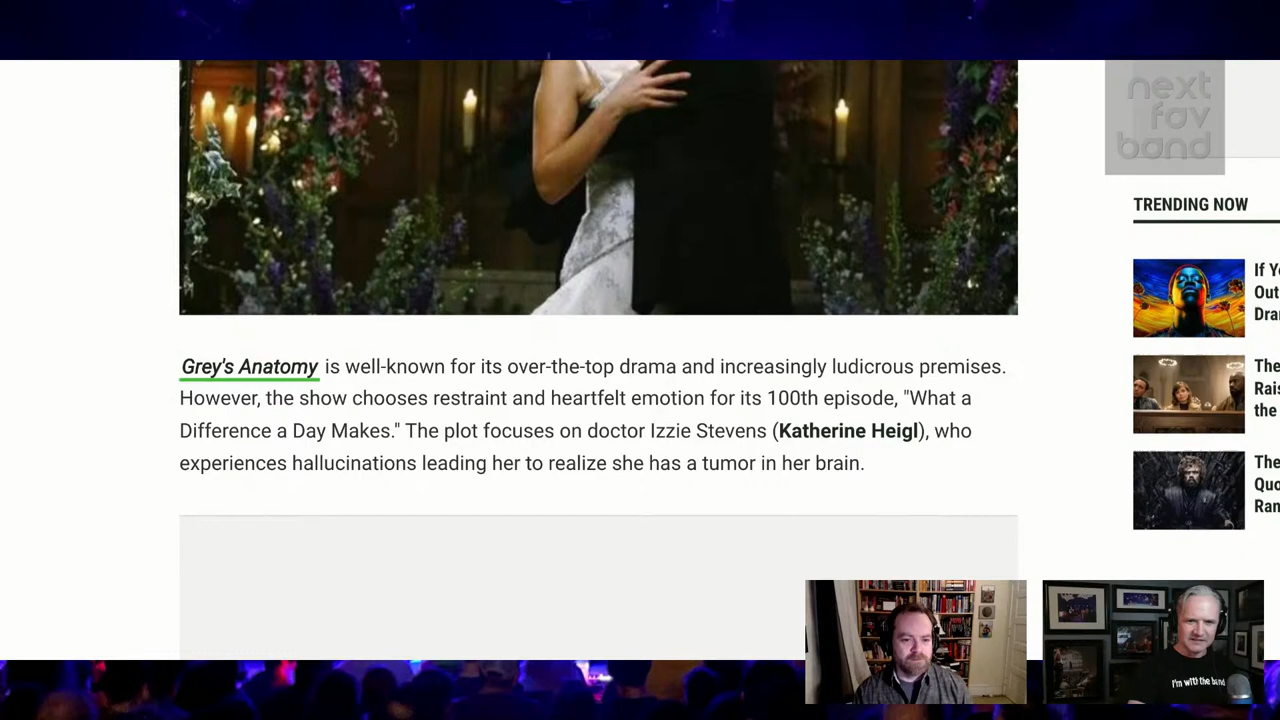 next
fav
band
TRENDING NOW
If Y
Out
Dra
The
Rais
the
The
Quo
Ran
Grey's Anatomy is well-known for its over-the-top drama and increasingly ludicrous premises.
However, the show chooses restraint and heartfelt emotion for its 100th episode, "What a
Difference a Day Makes." The plot focuses on doctor Izzie Stevens (Katherine Heigl), who
experiences hallucinations leading her to realize she has a tumor in her brain.
I'm with the band